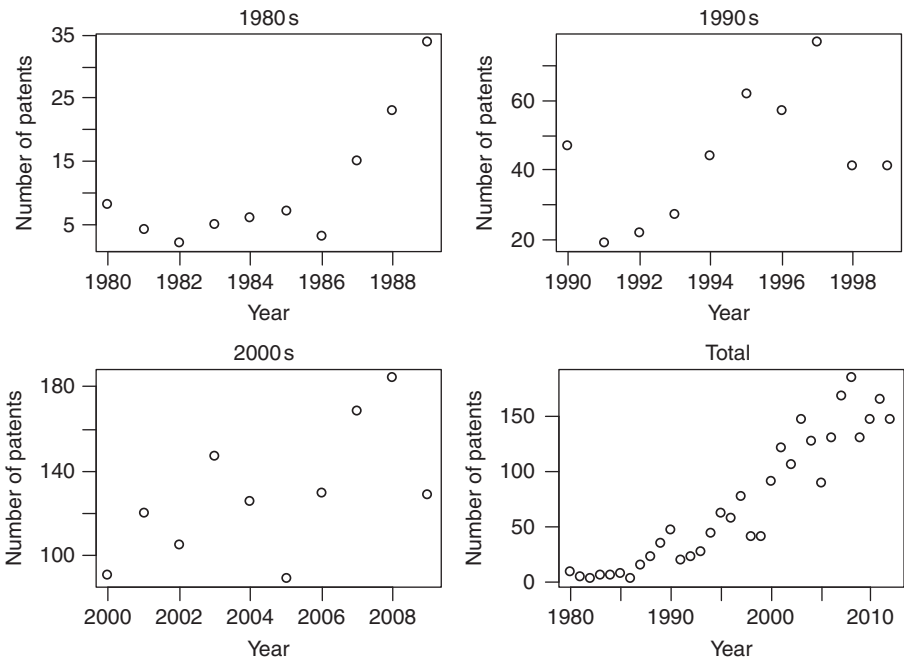 1980s
Number of patents
35
25
15
5
1980 1982 1984 1986 1988
Year
1990s
Number of patents
60
40
20
1990 1992 1994 1996 1998
Year
2000s
Number of patents
180
140
100
2000 2002 2004 2006 2008
Year
Total
Number of patents
150
100
50
0
1980 1990 2000 2010
Year